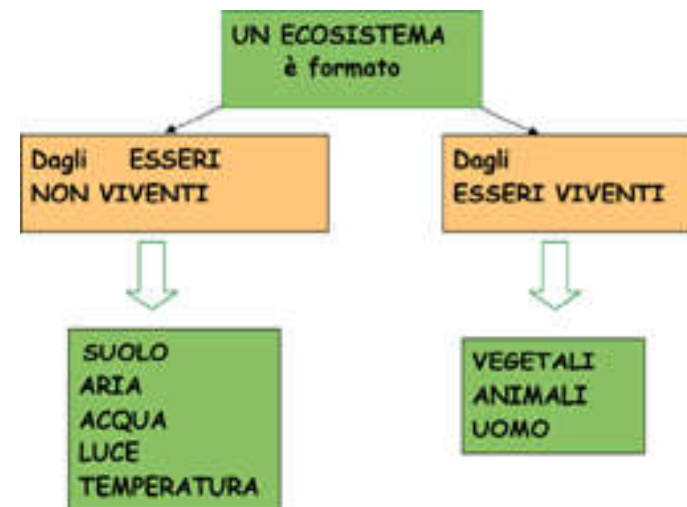 UN ECOSISTEMA
è formato
Dagli ESSERI
NON VIVENTI
Dagli
ESSERI VIVENTI
SUOLO
ARIA
ACQUA
LUCE
TEMPERATURA
VEGETALI
ANIMALI
UOMO